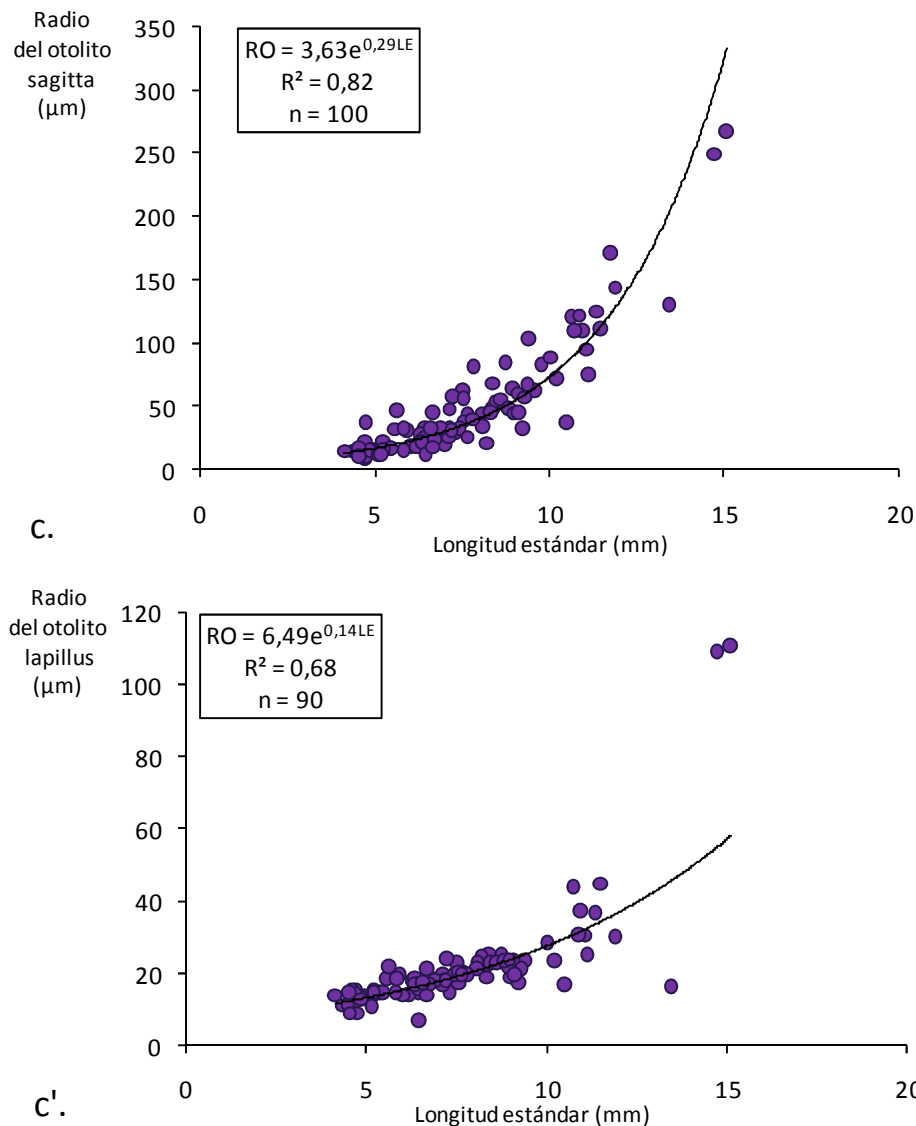 Radio
del otolito
sagitta
(µm)
RO = 3,63e^0,29LE
R² = 0,82
n = 100
350
300
250
200
150
100
50
0
0 5 10 15 20
Longitud estándar (mm)
c.
Radio
del otolito
lapillus
(µm)
RO = 6,49e^0,14LE
R² = 0,68
n = 90
120
100
80
60
40
20
0
0 5 10 15 20
Longitud estándar (mm)
c'.